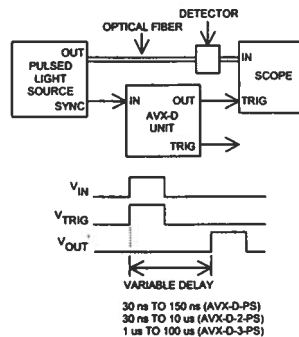 DETECTOR
OPTICAL FIBER
OUT
PULSED
LIGHT
SOURCE
SYNC
IN
SCOPE
TRIG
IN
OUT
AVX-D
UNIT
TRIG
VIN
VTRIG
VOUT
VARIABLE DELAY
30 ns TO 150 ns (AVX-D-PS)
30 ns TO 10 us (AVX-D-2-PS)
1 us TO 100 us (AVX-D-3-PS)